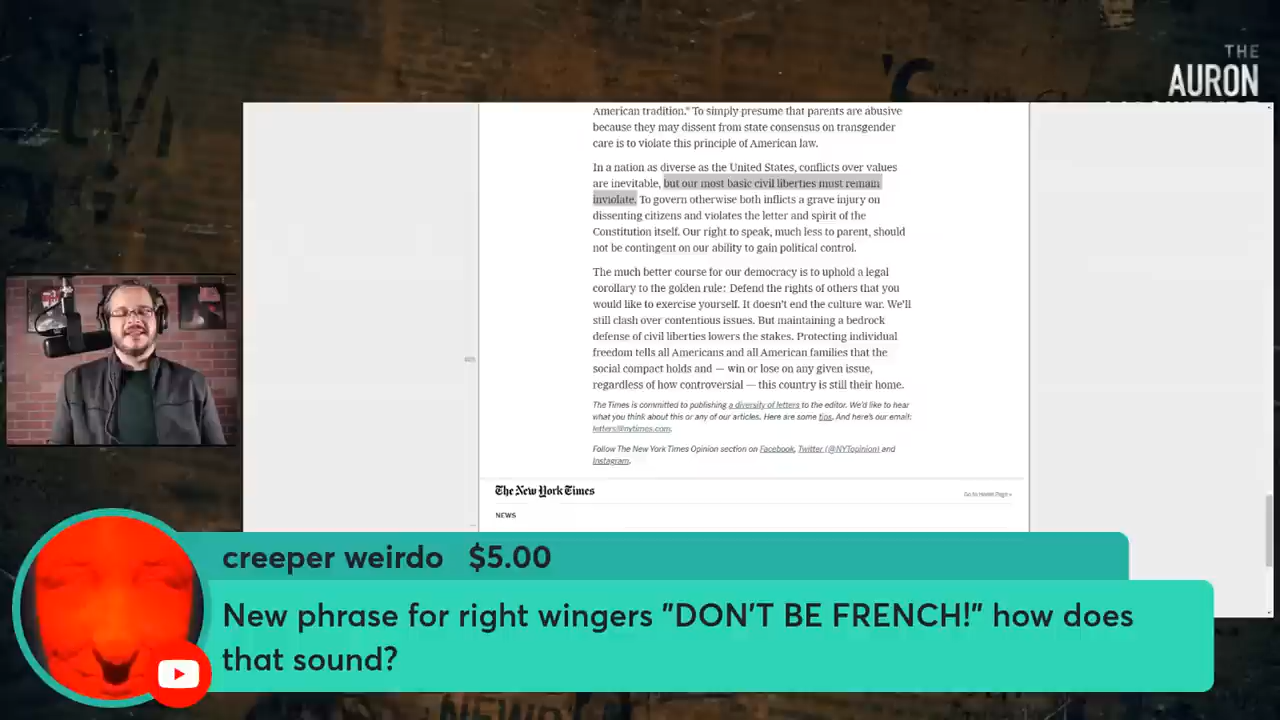 THE
AURON
American tradition." To simply presume that parents are abusive
because they may dissent from state consensus on transgender
care is to violate this principle of American law.
In a nation as diverse as the United States, conflicts over values
are inevitable, but our most basic civil liberties must remain
inviolate. To govern otherwise both inflicts a grave injury on
dissenting citizens and violates the letter and spirit of the
Constitution itself. Our right to speak, much less to parent, should
not be contingent on our ability to gain political control.
The much better course for our democracy is to uphold a legal
corollary to the golden rule: Defend the rights of others that you
would like to exercise yourself. It doesn't end the culture war. We'll
still clash over contentious issues. But maintaining a bedrock
defense of civil liberties lowers the stakes. Protecting individual
freedom tells all Americans and all American families that the
social compact holds and — win or lose on any given issue,
regardless of how controversial — this country is still their home.
The Times is committed to publishing a diversity of letters to the editor. We'd like to hear
what you think about this or any of our articles. Here are some tips. And here's our email:
letters@nytimes.com.
Follow The New York Times Opinion section on Facebook, Twitter (@NYTopinion) and
Instagram.
The New York Times
Go to Home Page »
NEWS
creeper weirdo $5.00
New phrase for right wingers "DON'T BE FRENCH!" how does
that sound?